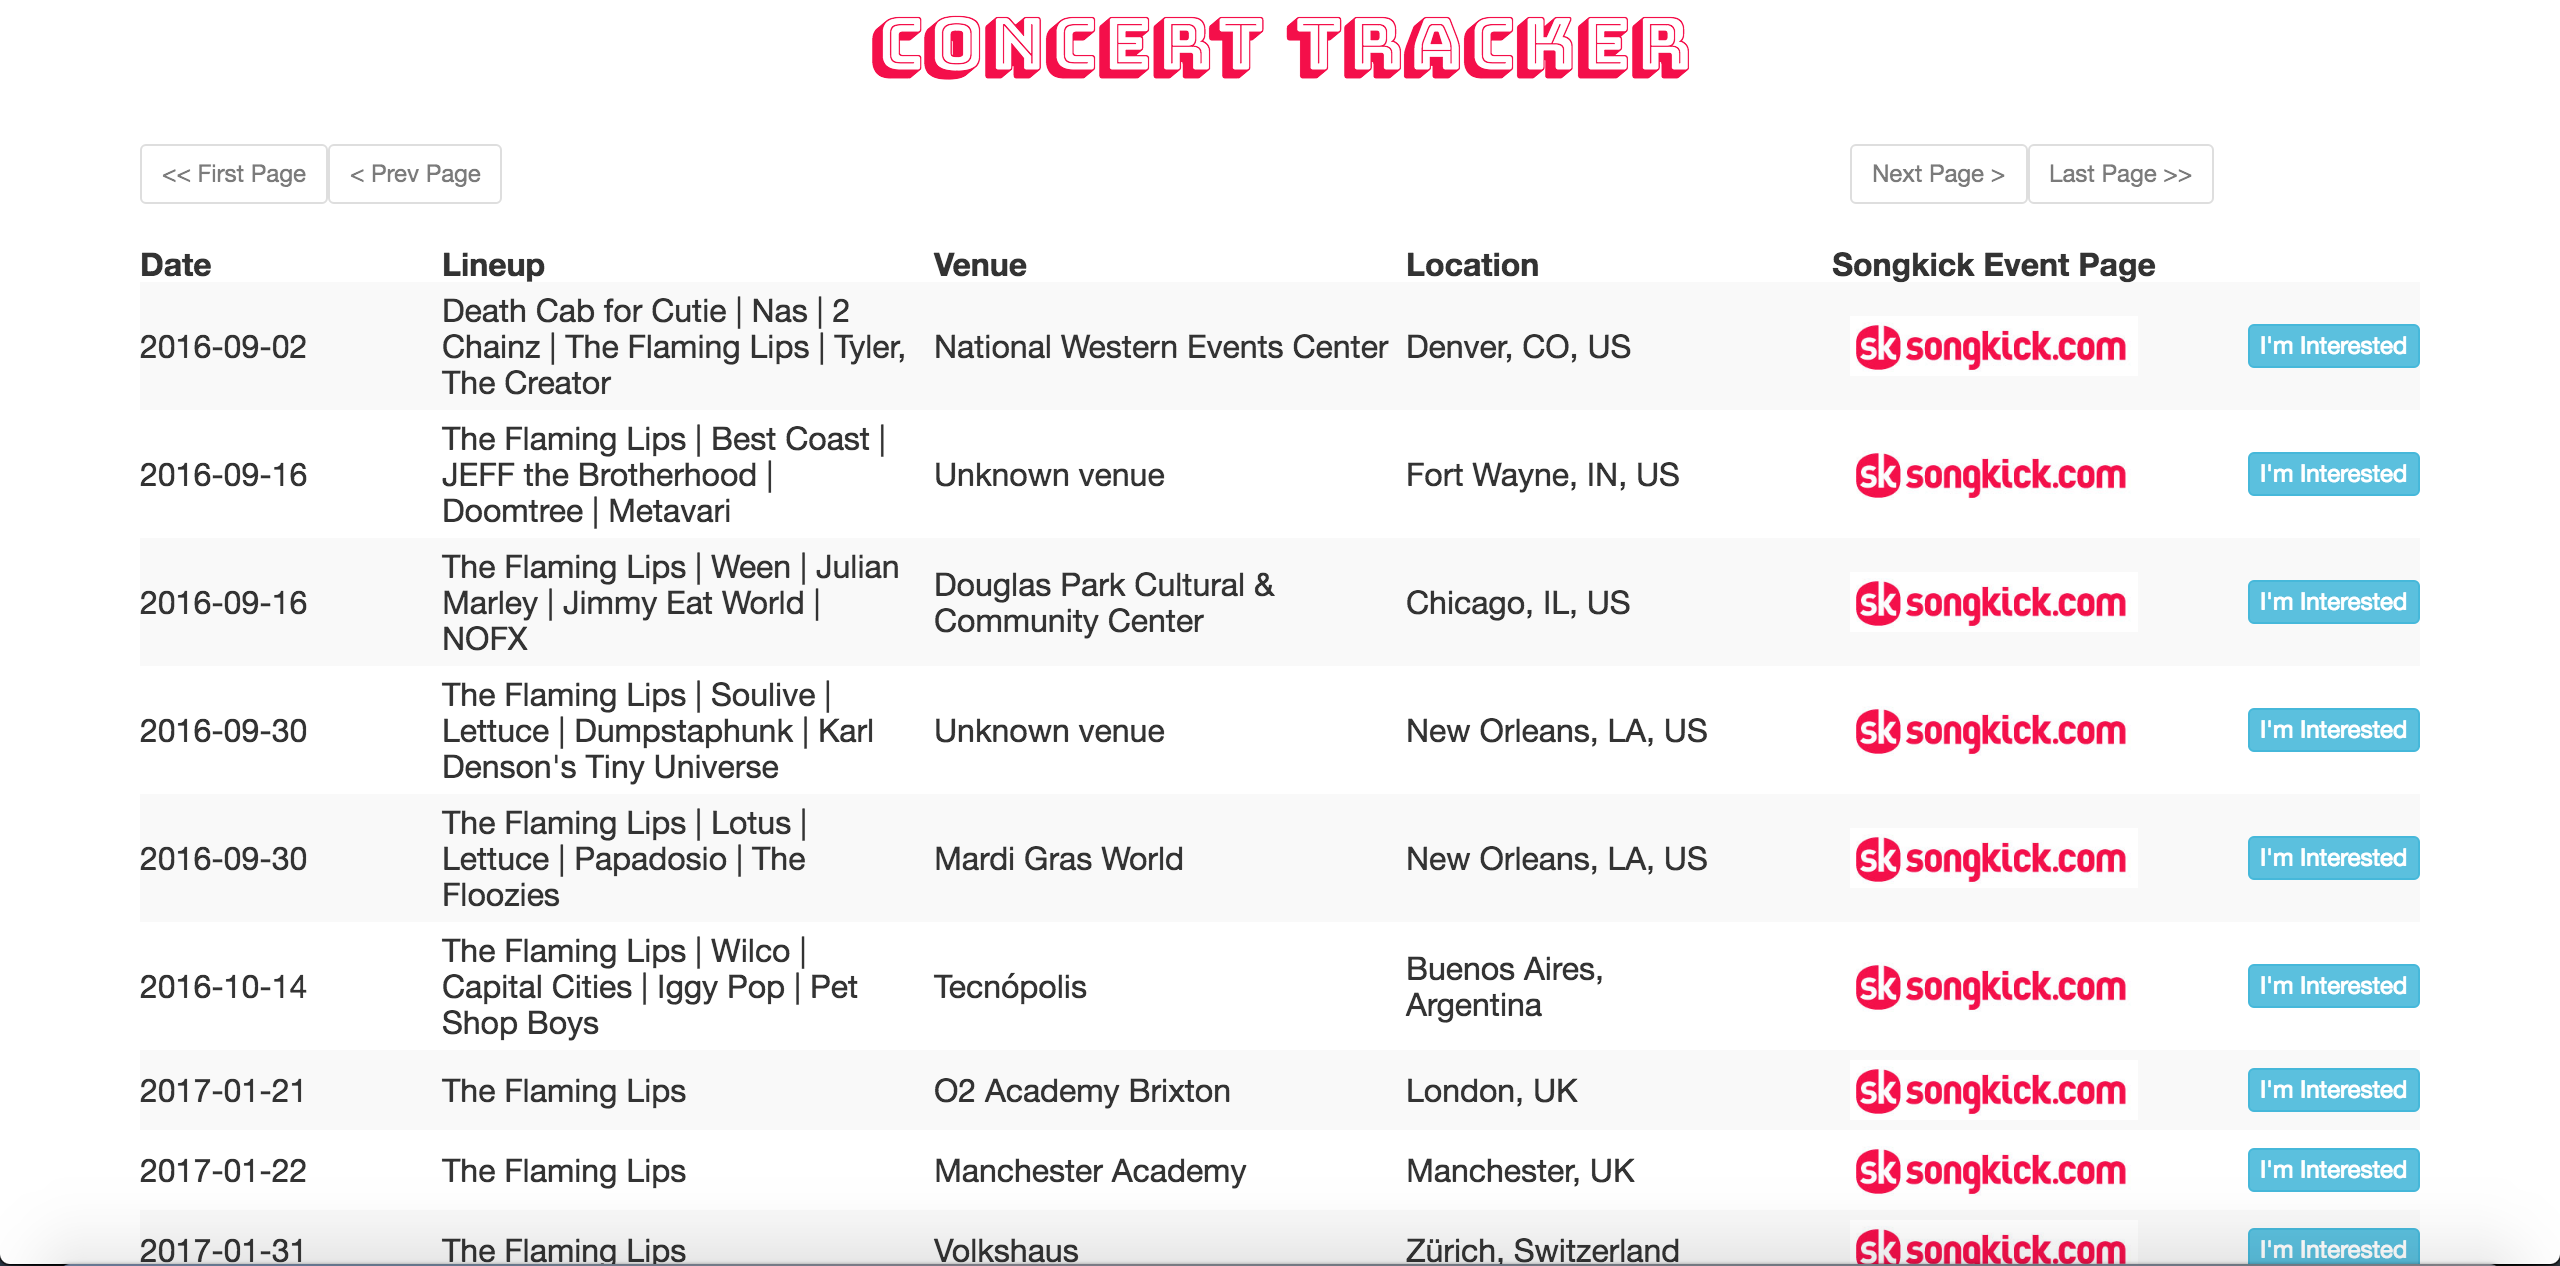 CONCERT TRACKER
<< First Page < Prev Page Next Page > Last Page >>
Date Lineup Venue Location Songkick Event Page
Death Cab for Cutie | Nas | 2
2016-09-02 Chainz | The Flaming Lips | Tyler, National Western Events Center Denver, CO, US sk songkick.com I'm Interested
The Creator
The Flaming Lips | Best Coast |
2016-09-16 JEFF the Brotherhood | Unknown venue Fort Wayne, IN, US sk songkick.com I'm Interested
Doomtree | Metavari
The Flaming Lips | Ween | Julian
Douglas Park Cultural &
2016-09-16 Marley | Jimmy Eat World | Chicago, IL, US sk songkick.com I'm Interested
Community Center
NOFX
The Flaming Lips | Soulive |
2016-09-30 Lettuce | Dumpstaphunk | Karl Unknown venue New Orleans, LA, US sk songkick.com I'm Interested
Denson's Tiny Universe
The Flaming Lips | Lotus |
2016-09-30 Lettuce | Papadosio | The Mardi Gras World New Orleans, LA, US sk songkick.com I'm Interested
Floozies
The Flaming Lips | Wilco |
Buenos Aires,
2016-10-14 Capital Cities | Iggy Pop | Pet Tecnópolis sk songkick.com I'm Interested
Argentina
Shop Boys
2017-01-21 The Flaming Lips O2 Academy Brixton London, UK sk songkick.com I'm Interested
2017-01-22 The Flaming Lips Manchester Academy Manchester, UK sk songkick.com I'm Interested
2017-01-31 The Flaming Lips Volkshaus Zürich, Switzerland sk songkick.com I'm Interested